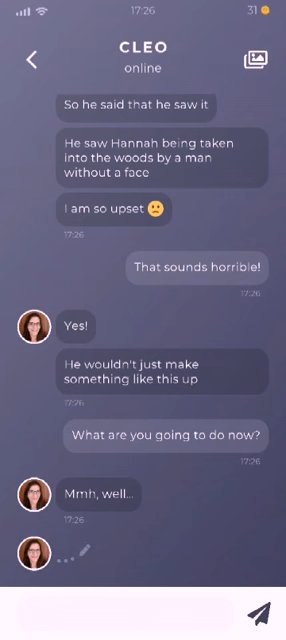 17:26
31
CLEO
online
So he said that he saw it
He saw Hannah being taken
into the woods by a man
without a face
I am so upset 🙁
17:26
That sounds horrible!
17:26
Yes!
He wouldn't just make
something like this up
17:26
What are you going to do now?
17:26
Mmh, well...
17:26